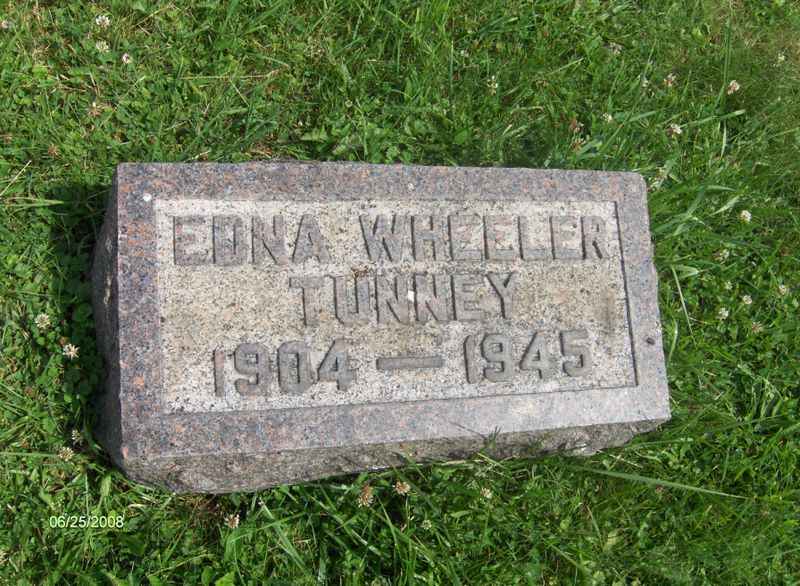 EDNA WHEELER
TUNNEY
1904 — 1945
06/25/2008